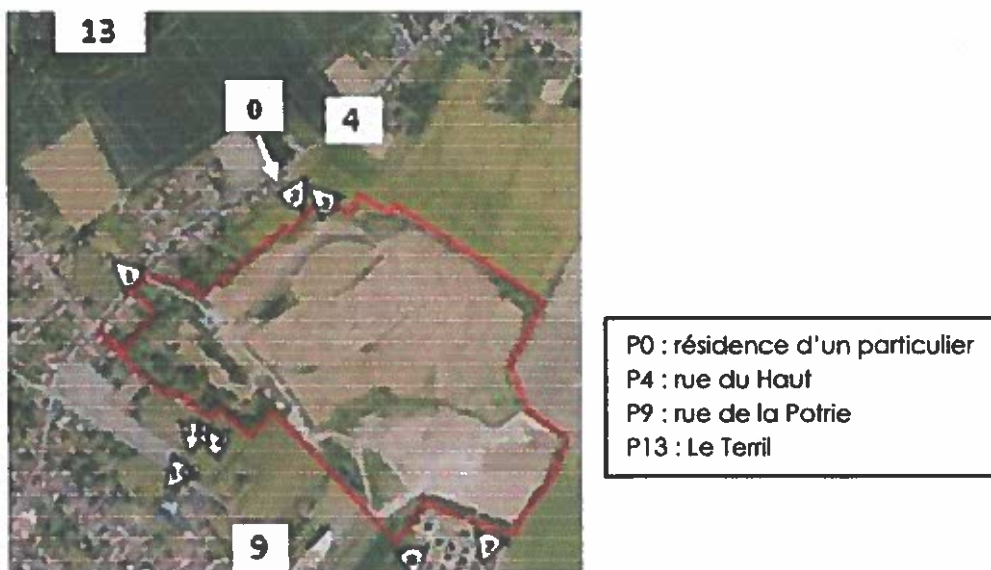 13
0
4
9
P0 : résidence d'un particulier
P4 : rue du Haut
P9 : rue de la Potrie
P13 : Le Terril